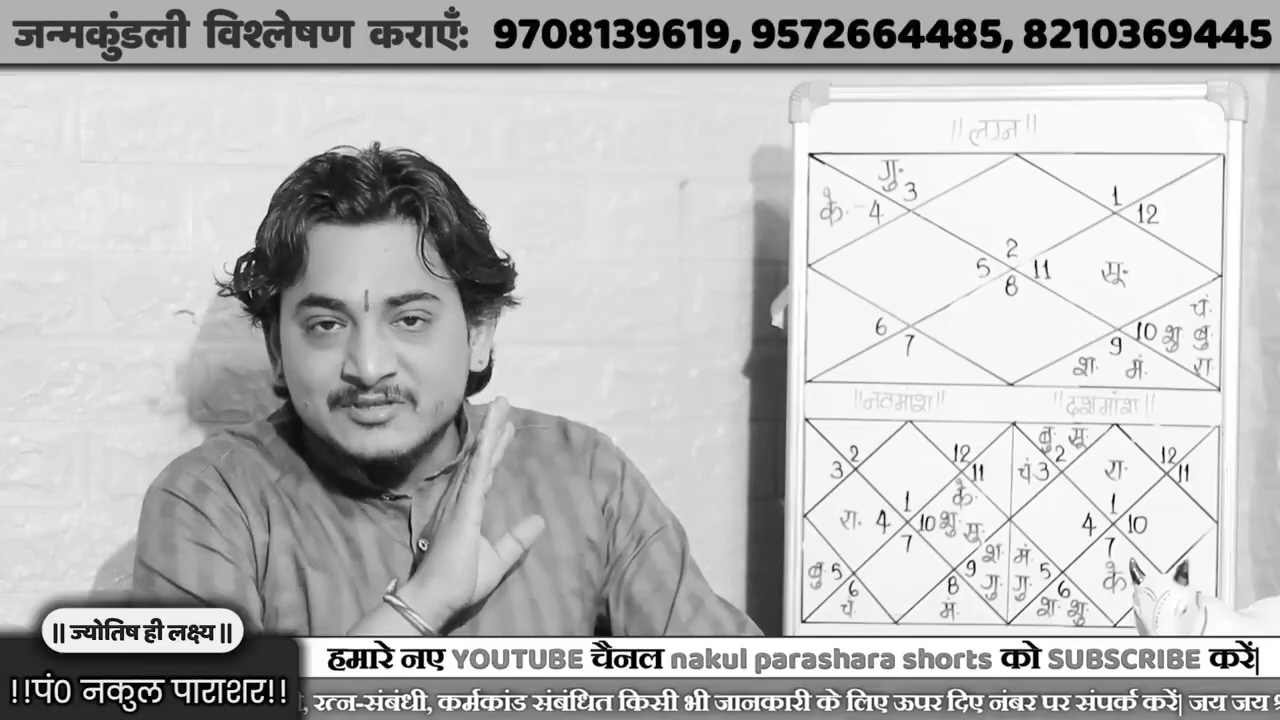 जन्मकुंडली विश्लेषण कराएँ: 9708139619, 9572664485, 8210369445
|| लग्न ||
गु॰
के॰ 4 3 1 12
2
5 11 सू॰
8
चं॰
6 7 9 10 शु बु॰
श॰ मं॰ रा॰
||नवमांश|| ||दशमांश||
2 12
3 11
के॰
1
रा॰ 4 10 शु॰ सू॰
7
श॰
बु 5 9 गु॰
6 8
चं॰ मं॰
बु॰ सू॰
चं 3 2 रा॰ 12 11
1
4 10
7
मं॰ के॰
गु॰ 5 6
श॰ शु॰
|| ज्योतिष ही लक्ष्य ||
!!पं० नकुल पाराशर!!
हमारे नए YOUTUBE चैनल nakul parashara shorts को SUBSCRIBE करें|
, रत्न-संबंधी, कर्मकांड संबंधित किसी भी जानकारी के लिए ऊपर दिए नंबर पर संपर्क करें| जय जय